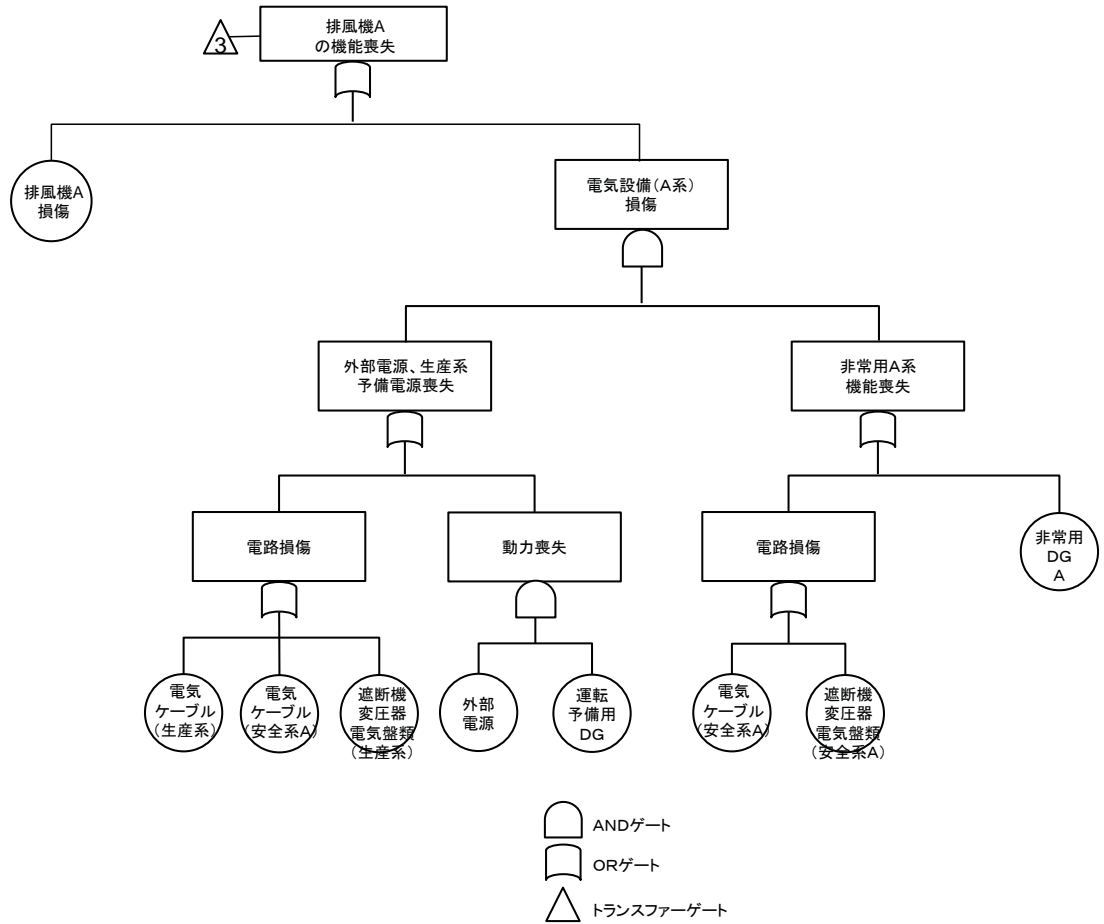 3
排風機A
の機能喪失
排風機A
損傷
電気設備(A系)
損傷
外部電源、生産系
予備電源喪失
非常用A系
機能喪失
電路損傷
動力喪失
電路損傷
非常用
DG
A
電気
ケーブル
(生産系)
電気
ケーブル
(安全系A)
遮断機
変圧器
電気盤類
(生産系)
外部
電源
運転
予備用
DG
電気
ケーブル
(安全系A)
遮断機
変圧器
電気盤類
(安全系A)
ANDゲート
ORゲート
トランスファーゲート